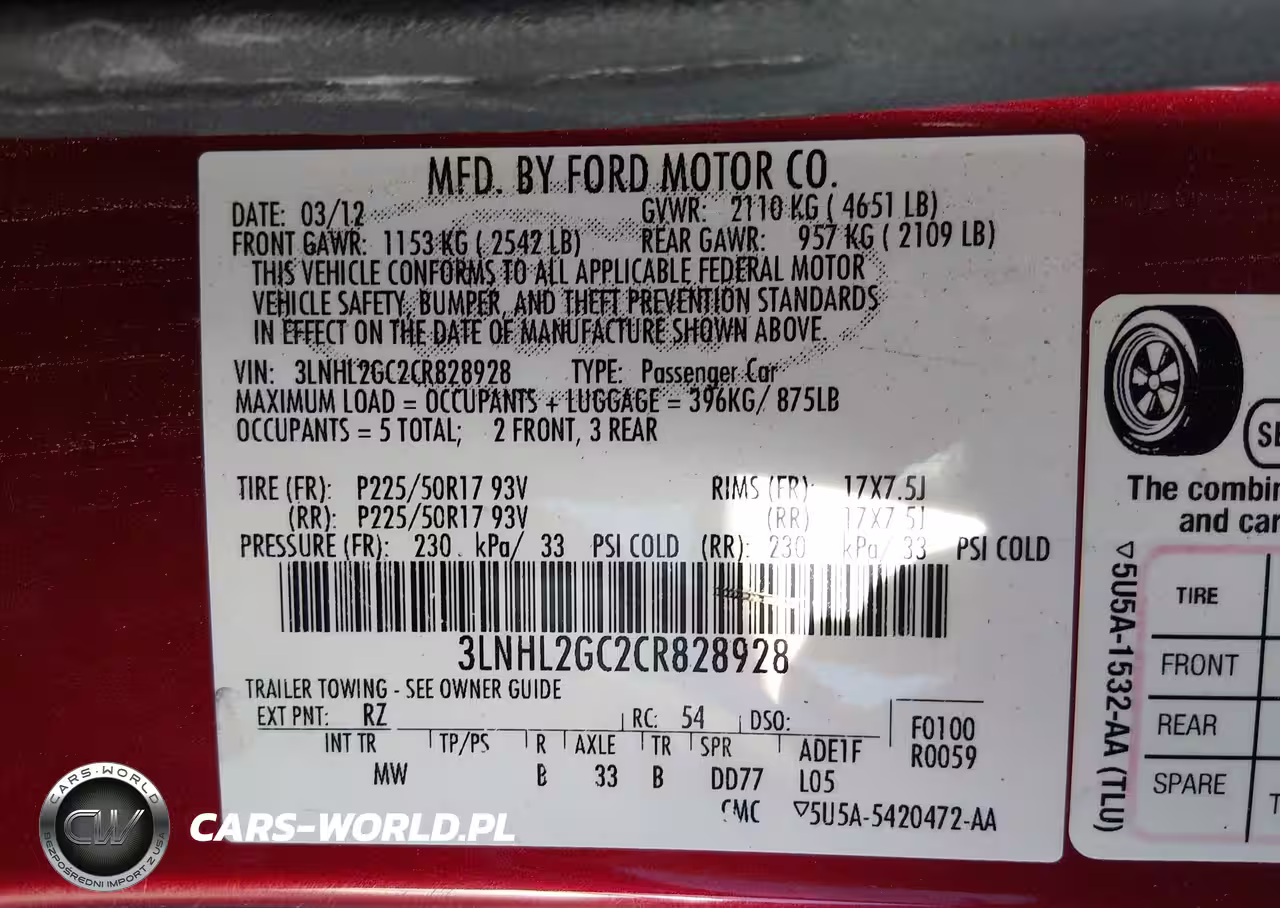 MFD. BY FORD MOTOR CO.
DATE: 03/12 GVWR: 2110 KG ( 4651 LB)
FRONT GAWR: 1153 KG ( 2542 LB) REAR GAWR: 957 KG ( 2109 LB)
THIS VEHICLE CONFORMS TO ALL APPLICABLE FEDERAL MOTOR
VEHICLE SAFETY, BUMPER, AND THEFT PREVENTION STANDARDS
IN EFFECT ON THE DATE OF MANUFACTURE SHOWN ABOVE.
VIN: 3LNHL2GC2CR828928 TYPE: Passenger Car
MAXIMUM LOAD = OCCUPANTS + LUGGAGE = 396KG/ 875LB
OCCUPANTS = 5 TOTAL; 2 FRONT, 3 REAR
TIRE (FR): P225/50R17 93V RIMS (FR): 17X7.5J
(RR): P225/50R17 93V (RR) 17X7.5J
PRESSURE (FR): 230 kPa/ 33 PSI COLD (RR): 230 kPa/ 33 PSI COLD
3LNHL2GC2CR828928
TRAILER TOWING - SEE OWNER GUIDE
EXT PNT: RZ RC: 54 DSO:
F0100
R0059
INT TR TP/PS R AXLE TR SPR ADE1F
MW B 33 B DD77 L05
CMC ▽5U5A-5420472-AA
SE
The combin
and car
TIRE
FRONT
REAR
SPARE
T
▽5U5A-1532-AA (TLU)
CARS-WORLD
CW
BEZPOŚREDNI IMPORT Z USA
CARS-WORLD.PL